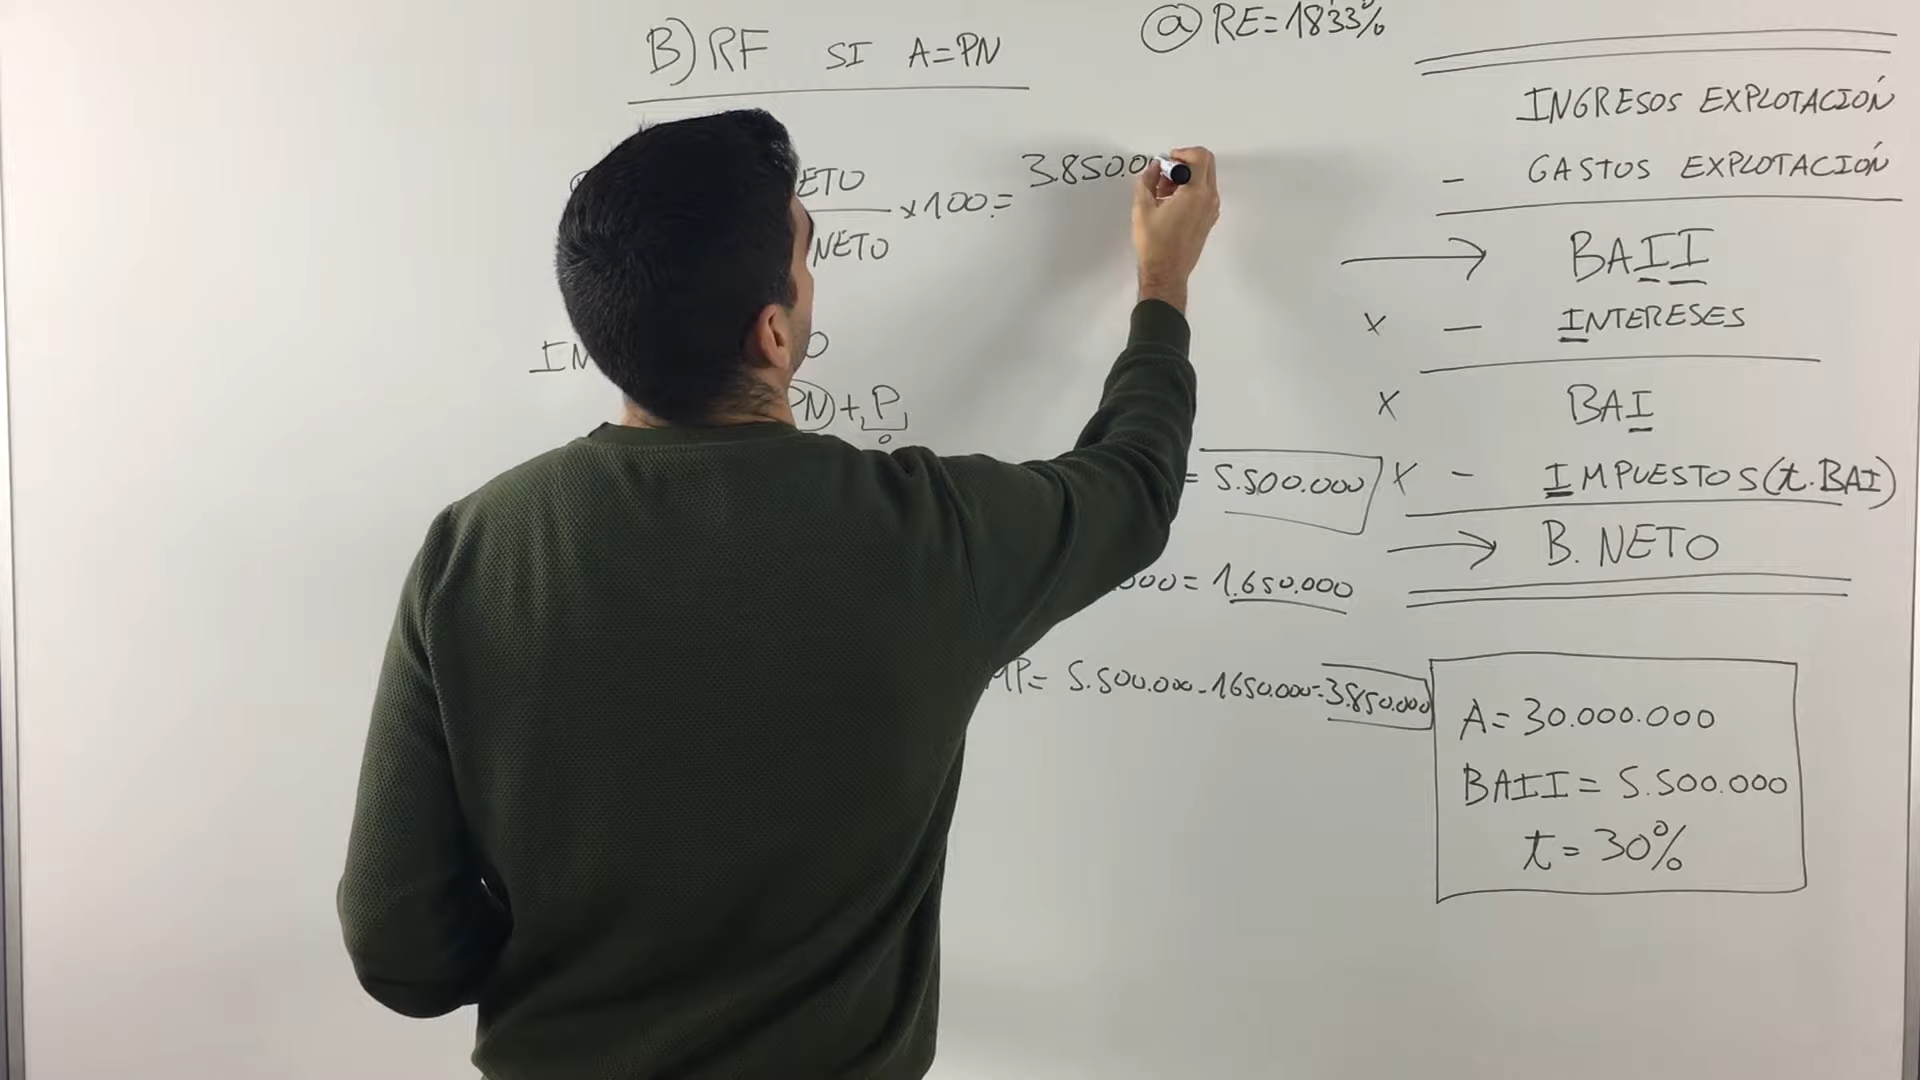 B) RF SI A=PN
@ RE=18'33%
ETO
x100.= 3.850.0
NETO
IN O
PN)+P
o
= 5.500.000
000= 1.650.000
MP= 5.500.000-1650.000=3.850.000
INGRESOS EXPLOTACIÓN
- GASTOS EXPLOTACIÓN
→ BAII
x - INTERESES
x BAI
x - IMPUESTOS(t.BAI)
→ B. NETO
A=30.000.000
BAII= 5.500.000
t=30%